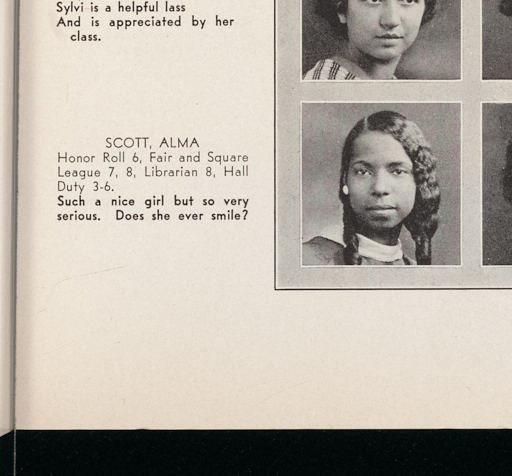 Sylvi is a helpful lass
And is appreciated by her
class.
SCOTT, ALMA
Honor Roll 6, Fair and Square
League 7, 8, Librarian 8, Hall
Duty 3-6.
Such a nice girl but so very
serious. Does she ever smile?